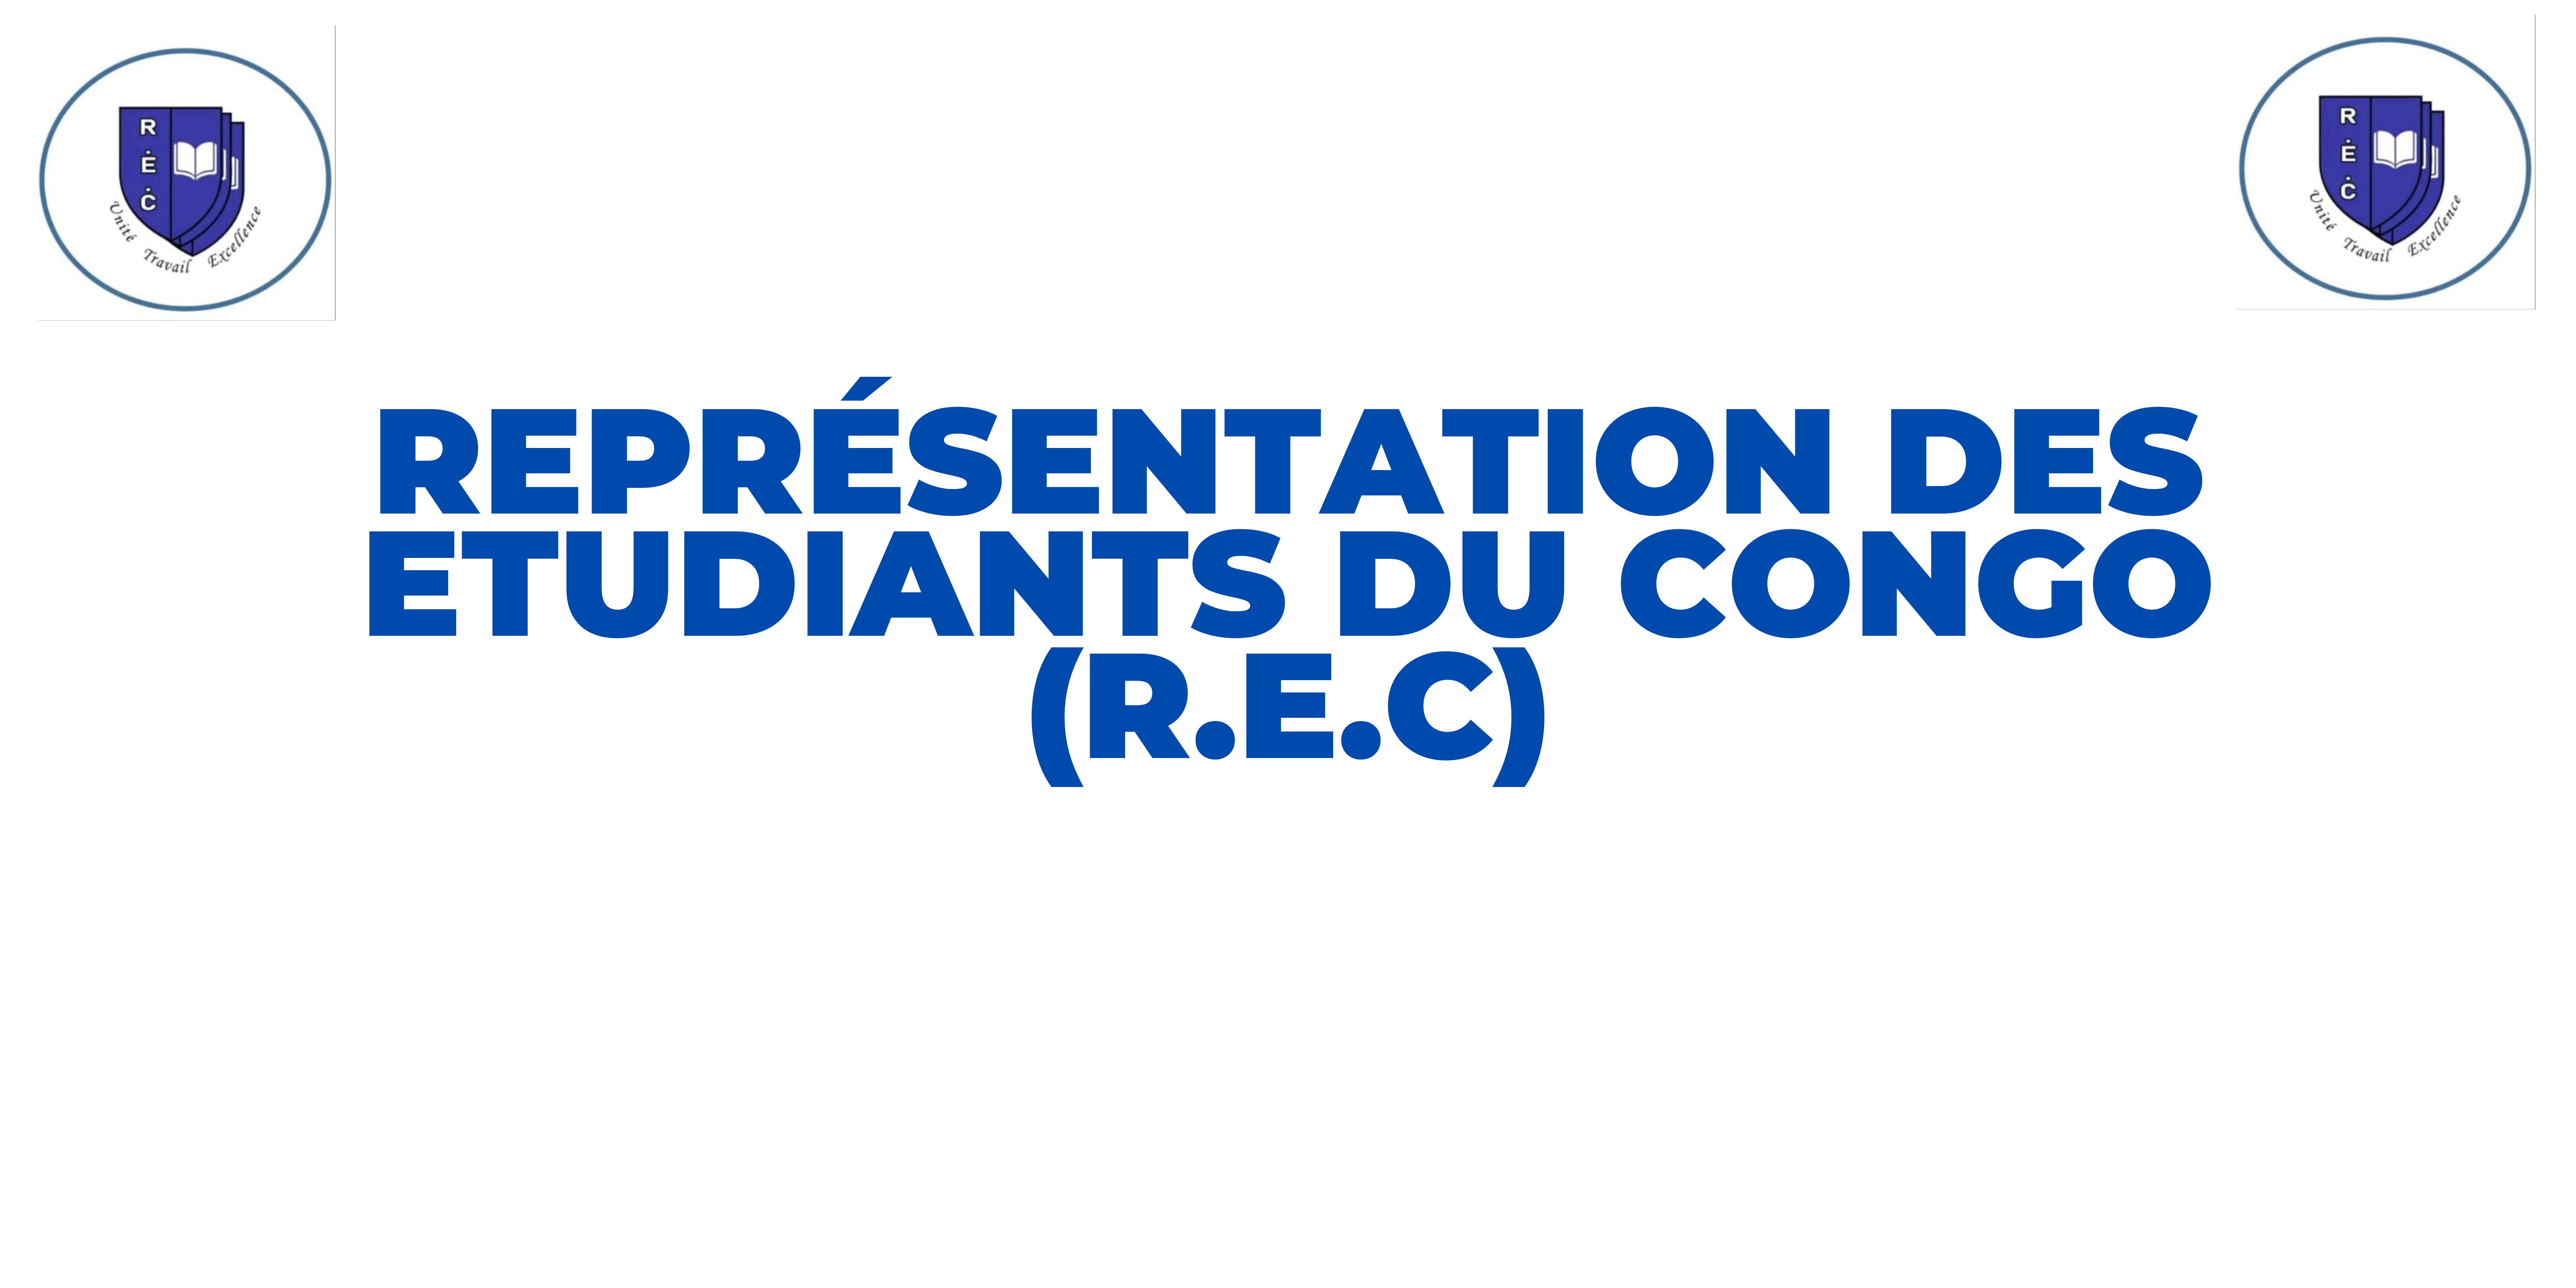 R.E.C
Unité Travail Excellence
R.E.C
Unité Travail Excellence
REPRÉSENTATION DES
ETUDIANTS DU CONGO
(R.E.C)